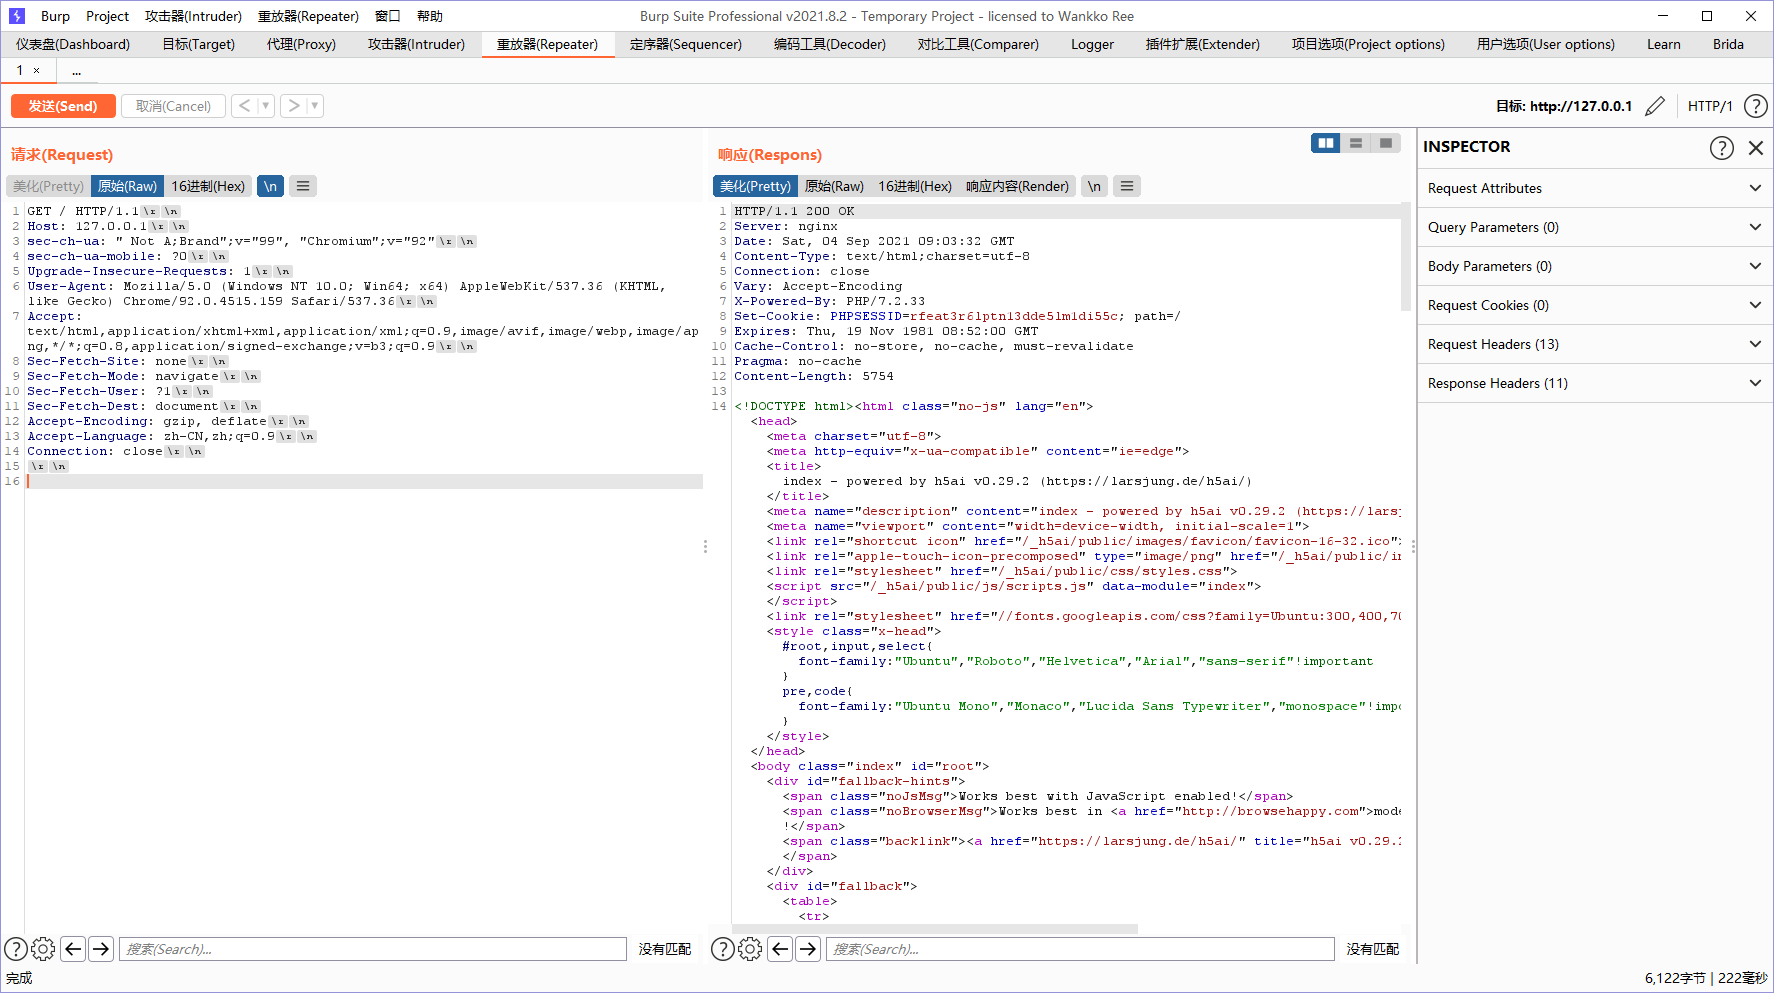 Burp Project 攻击器(Intruder) 重放器(Repeater) 窗口 帮助 Burp Suite Professional v2021.8.2 - Temporary Project - licensed to Wankko Ree
仪表盘(Dashboard) 目标(Target) 代理(Proxy) 攻击器(Intruder) 重放器(Repeater) 定序器(Sequencer) 编码工具(Decoder) 对比工具(Comparer) Logger 插件扩展(Extender) 项目选项(Project options) 用户选项(User options) Learn Brida
1 × ...
发送(Send) 取消(Cancel) < > 目标: http://127.0.0.1 HTTP/1 ?
请求(Request)
美化(Pretty) 原始(Raw) 16进制(Hex) \n
1 GET / HTTP/1.1\r \n
2 Host: 127.0.0.1\r \n
3 sec-ch-ua: " Not A;Brand";v="99", "Chromium";v="92"\r \n
4 sec-ch-ua-mobile: ?0\r \n
5 Upgrade-Insecure-Requests: 1\r \n
6 User-Agent: Mozilla/5.0 (Windows NT 10.0; Win64; x64) AppleWebKit/537.36 (KHTML,
like Gecko) Chrome/92.0.4515.159 Safari/537.36\r \n
7 Accept:
text/html,application/xhtml+xml,application/xml;q=0.9,image/avif,image/webp,image/ap
ng,*/*;q=0.8,application/signed-exchange;v=b3;q=0.9\r \n
8 Sec-Fetch-Site: none\r \n
9 Sec-Fetch-Mode: navigate\r \n
10 Sec-Fetch-User: ?1\r \n
11 Sec-Fetch-Dest: document\r \n
12 Accept-Encoding: gzip, deflate\r \n
13 Accept-Language: zh-CN,zh;q=0.9\r \n
14 Connection: close\r \n
15 \r \n
16
? 搜索(Search)... 没有匹配
响应(Respons)
美化(Pretty) 原始(Raw) 16进制(Hex) 响应内容(Render) \n
1 HTTP/1.1 200 OK
2 Server: nginx
3 Date: Sat, 04 Sep 2021 09:03:32 GMT
4 Content-Type: text/html;charset=utf-8
5 Connection: close
6 Vary: Accept-Encoding
7 X-Powered-By: PHP/7.2.33
8 Set-Cookie: PHPSESSID=rfeat3r6lptn13dde5lm1di55c; path=/
9 Expires: Thu, 19 Nov 1981 08:52:00 GMT
10 Cache-Control: no-store, no-cache, must-revalidate
11 Pragma: no-cache
12 Content-Length: 5754
13
14 <!DOCTYPE html><html class="no-js" lang="en">
<head>
<meta charset="utf-8">
<meta http-equiv="x-ua-compatible" content="ie=edge">
<title>
index - powered by h5ai v0.29.2 (https://larsjung.de/h5ai/)
</title>
<meta name="description" content="index - powered by h5ai v0.29.2 (https://larsj
<meta name="viewport" content="width=device-width, initial-scale=1">
<link rel="shortcut icon" href="/_h5ai/public/images/favicon/favicon-16-32.ico">
<link rel="apple-touch-icon-precomposed" type="image/png" href="/_h5ai/public/im
<link rel="stylesheet" href="/_h5ai/public/css/styles.css">
<script src="/_h5ai/public/js/scripts.js" data-module="index">
</script>
<link rel="stylesheet" href="//fonts.googleapis.com/css?family=Ubuntu:300,400,70
<style class="x-head">
#root,input,select{
font-family:"Ubuntu","Roboto","Helvetica","Arial","sans-serif"!important
}
pre,code{
font-family:"Ubuntu Mono","Monaco","Lucida Sans Typewriter","monospace"!impo
}
</style>
</head>
<body class="index" id="root">
<div id="fallback-hints">
<span class="noJsMsg">Works best with JavaScript enabled!</span>
<span class="noBrowserMsg">Works best in <a href="http://browsehappy.com">mode
!</span>
<span class="backlink"><a href="https://larsjung.de/h5ai/" title="h5ai v0.29.2
</span>
</div>
<div id="fallback">
<table>
<tr>
? 搜索(Search)... 没有匹配
INSPECTOR ?
Request Attributes
Query Parameters (0)
Body Parameters (0)
Request Cookies (0)
Request Headers (13)
Response Headers (11)
完成 6,122字节 | 222毫秒